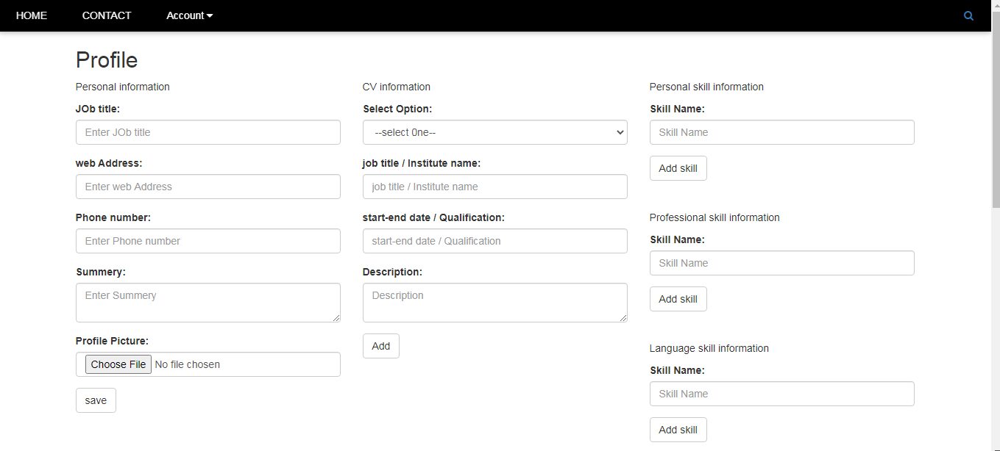 HOME CONTACT Account
Profile
Personal information
JOb title:
Enter JOb title
web Address:
Enter web Address
Phone number:
Enter Phone number
Summery:
Enter Summery
Profile Picture:
Choose File No file chosen
save
CV information
Select Option:
--select 0ne--
job title / Institute name:
job title / Institute name
start-end date / Qualification:
start-end date / Qualification
Description:
Description
Add
Personal skill information
Skill Name:
Skill Name
Add skill
Professional skill information
Skill Name:
Skill Name
Add skill
Language skill information
Skill Name:
Skill Name
Add skill